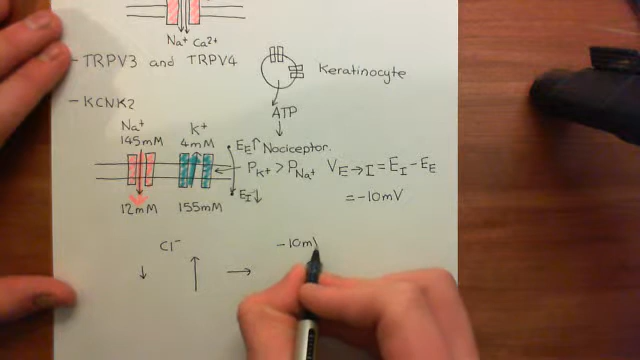 Na⁺ Ca²⁺
- TRPV3 and TRPV4
Keratinocyte
- KCNK2
ATP
Na⁺ K⁺
145mM 4mM
E_E↑ Nociceptor.
P_K⁺ > P_Na⁺ V_E→I = E_I - E_E
E_I↓
= -10mV
12mM 155mM
Cl⁻ -10m
↓ ↑ →